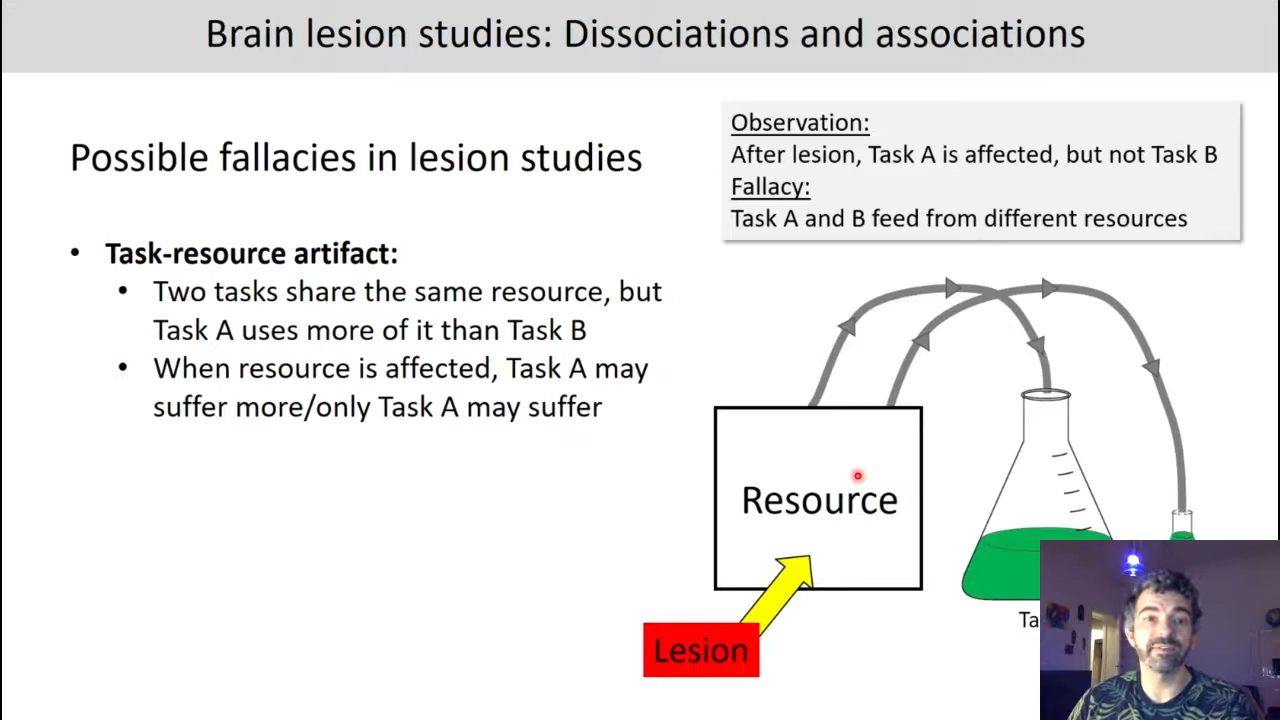 Brain lesion studies: Dissociations and associations
Possible fallacies in lesion studies
• Task-resource artifact:
• Two tasks share the same resource, but
Task A uses more of it than Task B
• When resource is affected, Task A may
suffer more/only Task A may suffer
Observation:
After lesion, Task A is affected, but not Task B
Fallacy:
Task A and B feed from different resources
Resource
Lesion